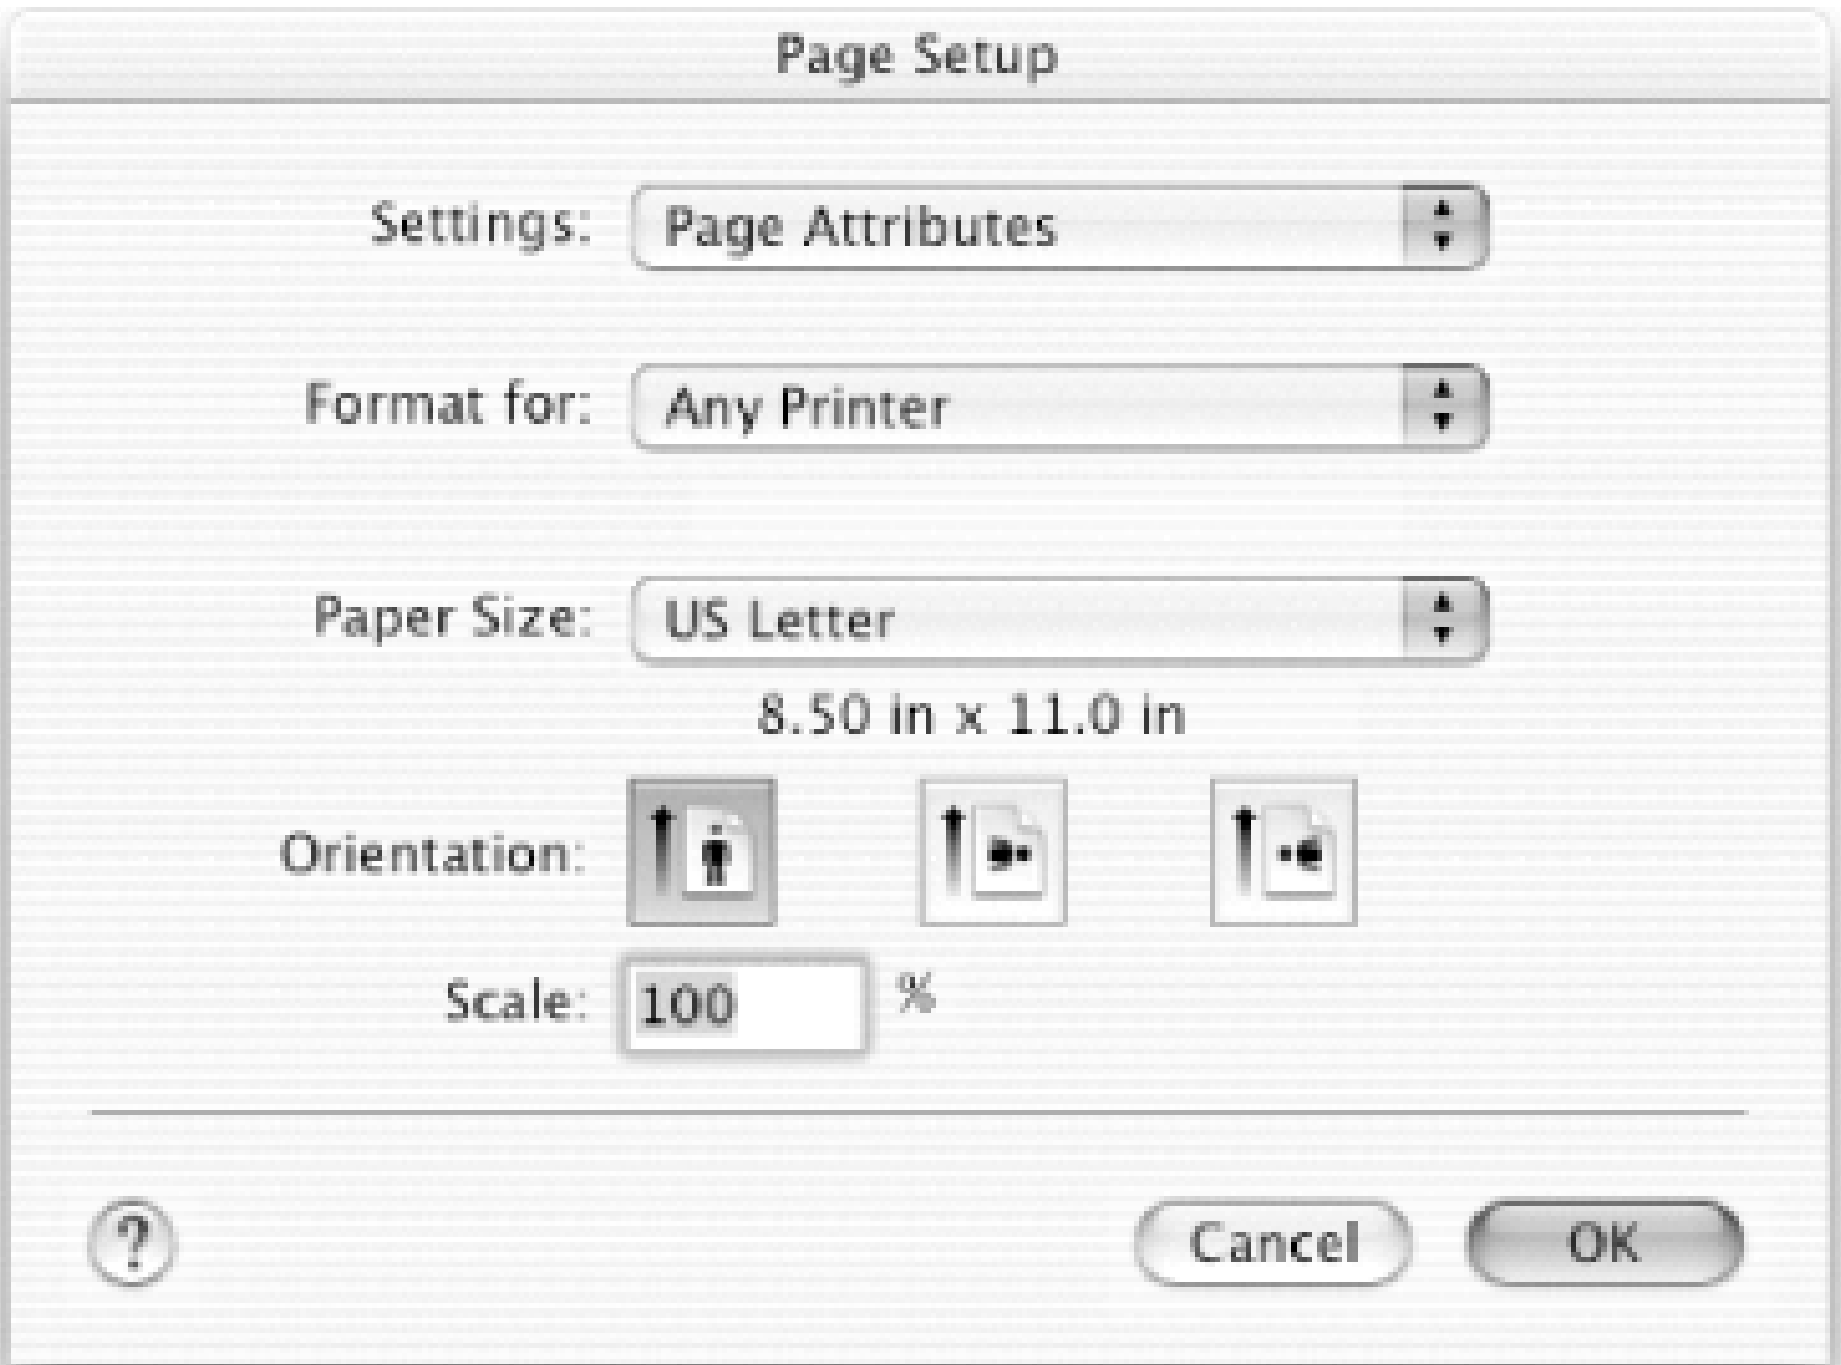 Page Setup
Settings: Page Attributes
Format for: Any Printer
Paper Size: US Letter
8.50 in x 11.0 in
Orientation:
Scale: 100 %
? Cancel OK